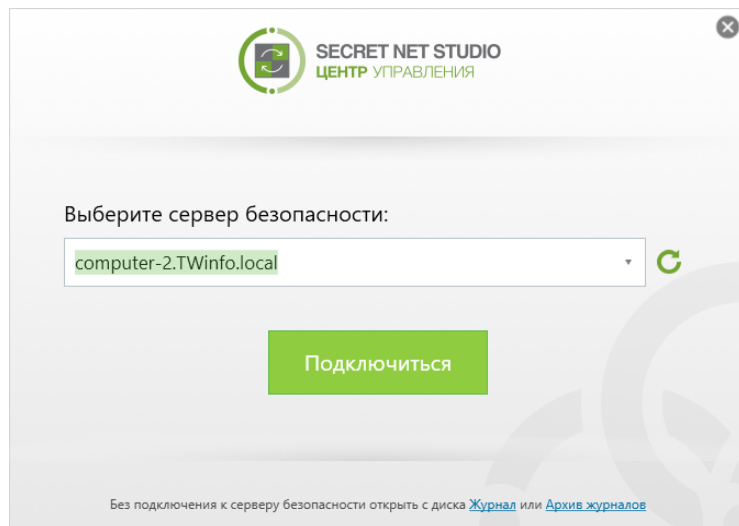 SECRET NET STUDIO
ЦЕНТР УПРАВЛЕНИЯ
Выберите сервер безопасности:
computer-2.TWinfo.local
Подключиться
Без подключения к серверу безопасности открыть с диска Журнал или Архив журналов